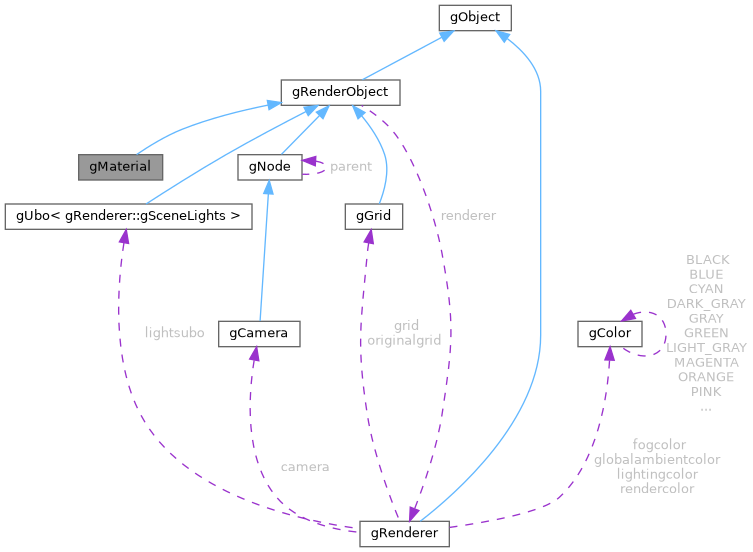 gObject
gRenderObject
gMaterial
gNode
parent
gUbo< gRenderer::gSceneLights >
gGrid
renderer
BLACK
BLUE
CYAN
DARK_GRAY
GRAY
GREEN
LIGHT_GRAY
MAGENTA
ORANGE
PINK
...
lightsubo
gCamera
grid
originalgrid
gColor
camera
fogcolor
globalambientcolor
lightingcolor
rendercolor
gRenderer